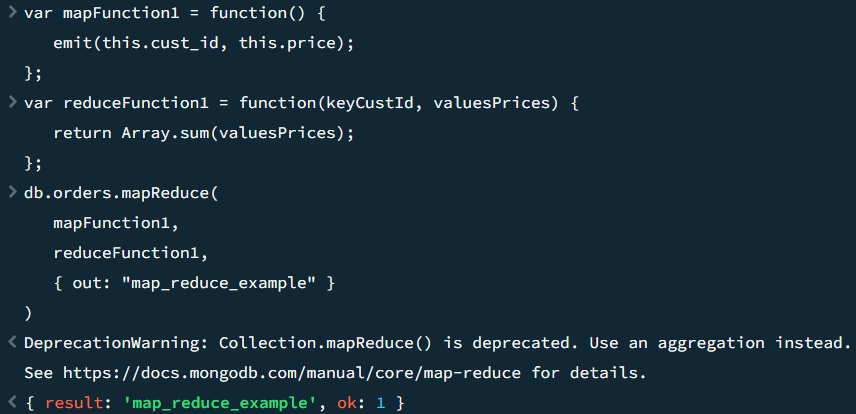 > var mapFunction1 = function() {
emit(this.cust_id, this.price);
};
> var reduceFunction1 = function(keyCustId, valuesPrices) {
return Array.sum(valuesPrices);
};
> db.orders.mapReduce(
mapFunction1,
reduceFunction1,
{ out: "map_reduce_example" }
)
< DeprecationWarning: Collection.mapReduce() is deprecated. Use an aggregation instead.
See https://docs.mongodb.com/manual/core/map-reduce for details.
< { result: 'map_reduce_example', ok: 1 }